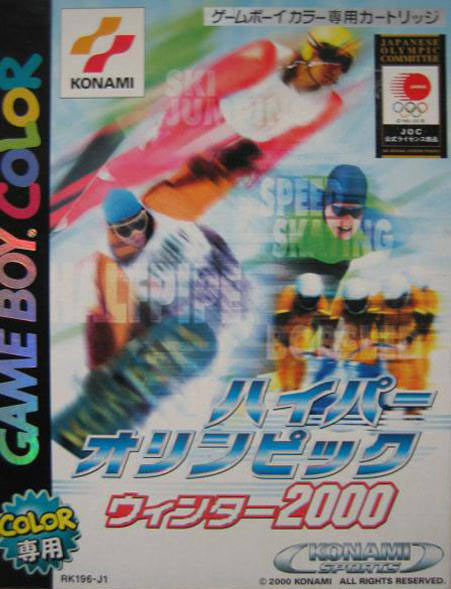 ゲームボーイカラー専用カートリッジ
KONAMI
JAPANESE
OLYMPIC
COMMITTEE
JAPAN
JOC
公式ライセンス商品
GAME BOY COLOR
SKI
JUMPING
SPEED
SKATING
HALFPIPE
BOBSLEIGH
KONAMI
ハイパー
オリンピック
ウィンター2000
COLOR
専用
KONAMI
SPORTS
RK196-J1
© 2000 KONAMI ALL RIGHTS RESERVED.